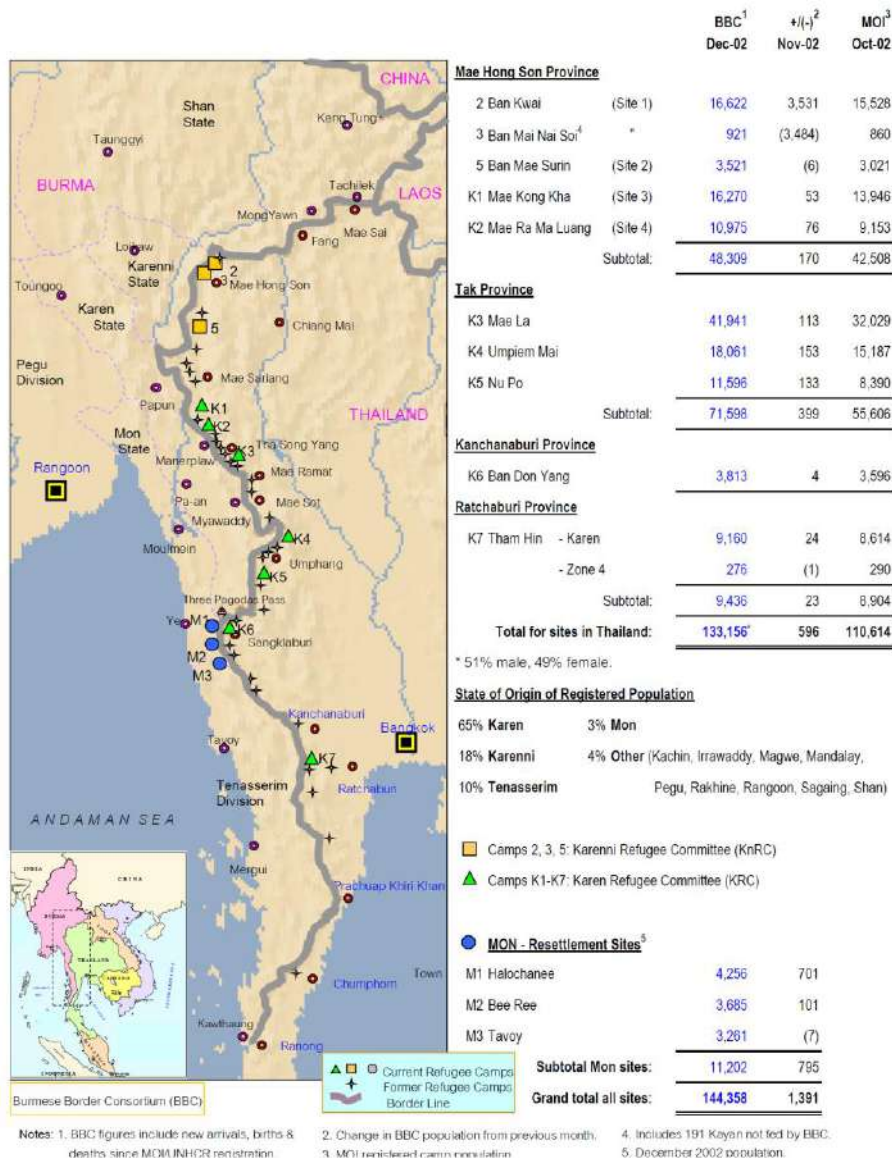 BBC1 +/(-)2 MOI3
Dec-02 Nov-02 Oct-02
Mae Hong Son Province
2 Ban Kwai (Site 1) 16,622 3,531 15,528
3 Ban Mai Nai Soi4 " 921 (3,484) 860
5 Ban Mae Surin (Site 2) 3,521 (6) 3,021
K1 Mae Kong Kha (Site 3) 16,270 53 13,946
K2 Mae Ra Ma Luang (Site 4) 10,975 76 9,153
Subtotal: 48,309 170 42,508
Tak Province
K3 Mae La 41,941 113 32,029
K4 Umpiem Mai 18,061 153 15,187
K5 Nu Po 11,596 133 8,390
Subtotal: 71,598 399 55,606
Kanchanaburi Province
K6 Ban Don Yang 3,813 4 3,596
Ratchaburi Province
K7 Tham Hin - Karen 9,160 24 8,614
- Zone 4 276 (1) 290
Subtotal: 9,436 23 8,904
Total for sites in Thailand: 133,156* 596 110,614
* 51% male, 49% female.
State of Origin of Registered Population
65% Karen 3% Mon
18% Karenni 4% Other (Kachin, Irrawaddy, Magwe, Mandalay,
10% Tenasserim Pegu, Rakhine, Rangoon, Sagaing, Shan)
Camps 2, 3, 5: Karenni Refugee Committee (KnRC)
Camps K1-K7: Karen Refugee Committee (KRC)
MON - Resettlement Sites5
M1 Halochanee 4,256 701
M2 Bee Ree 3,685 101
M3 Tavoy 3,261 (7)
Subtotal Mon sites: 11,202 795
Grand total all sites: 144,358 1,391
CHINA
Shan
State
Keng Tung
Taunggyi
BURMA
LAOS
Tachilek
MongYawn
Mae Sai
Fang
Loikaw
Karenni
State
2
3
Mae Hong Son
Toungoo
Karen
State
5
Chiang Mai
Pegu
Division
Mae Sariang
Papun
K1
K2
THAILAND
Mon
State
Tha Song Yang
K3
Manerplaw
Rangoon
Mae Ramat
Pa-an
Mae Sot
Myawaddy
Moulmein
K4
Umphang
K5
Three Pagodas Pass
Ye
M1
K6
Sangklaburi
M2
M3
Kanchanaburi
Bangkok
Tavoy
K7
Ratchaburi
Tenasserim
Division
ANDAMAN SEA
Mergui
Prachuap Khiri Khan
Town
Chumphorn
Kawthaung
Ranong
CHINA
THAILAND
Current Refugee Camps
Former Refugee Camps
Border Line
Burmese Border Consortium (BBC)
Notes: 1. BBC figures include new arrivals, births &
deaths since MOI/UNHCR registration
2. Change in BBC population from previous month.
3. MOI registered camp population
4. Includes 191 Kayan not fed by BBC.
5. December 2002 population.